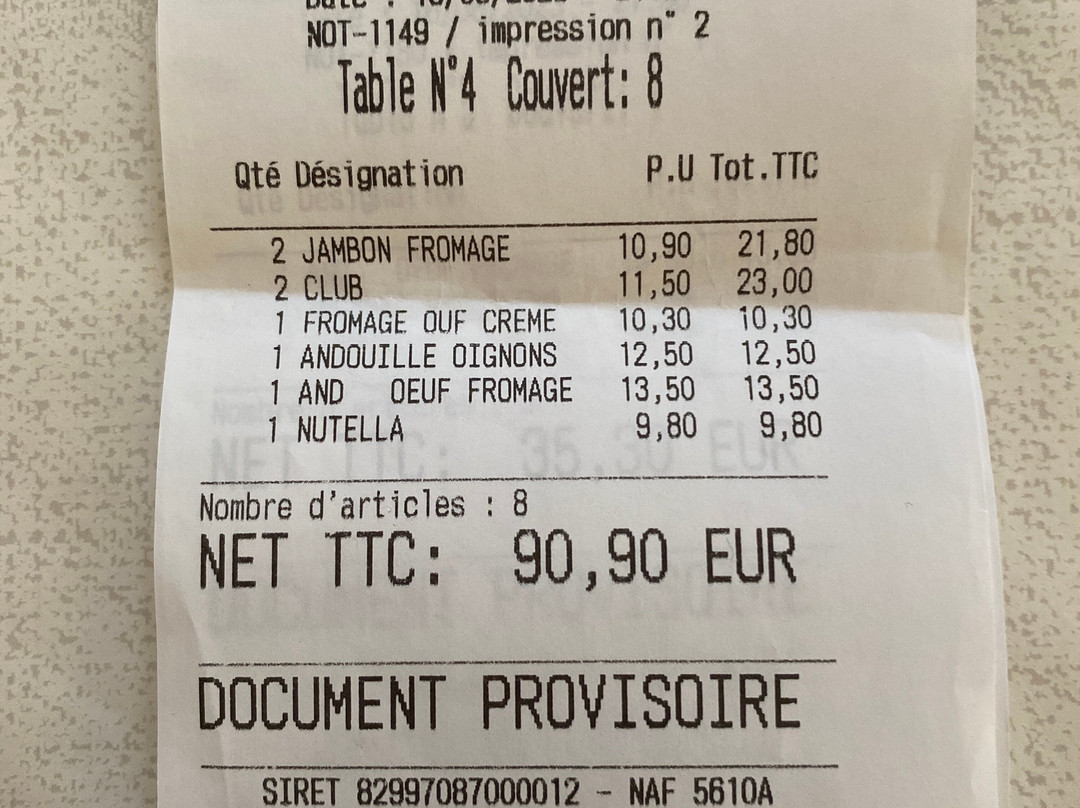 NOT-1149 / impression n° 2
Table N°4 Couvert: 8
Qté Désignation P.U Tot.TTC
2 JAMBON FROMAGE 10,90 21,80
2 CLUB 11,50 23,00
1 FROMAGE OUF CREME 10,30 10,30
1 ANDOUILLE OIGNONS 12,50 12,50
1 AND OEUF FROMAGE 13,50 13,50
1 NUTELLA 9,80 9,80
Nombre d'articles : 8
NET TTC: 90,90 EUR
DOCUMENT PROVISOIRE
SIRET 82997087000012 - NAF 5610A